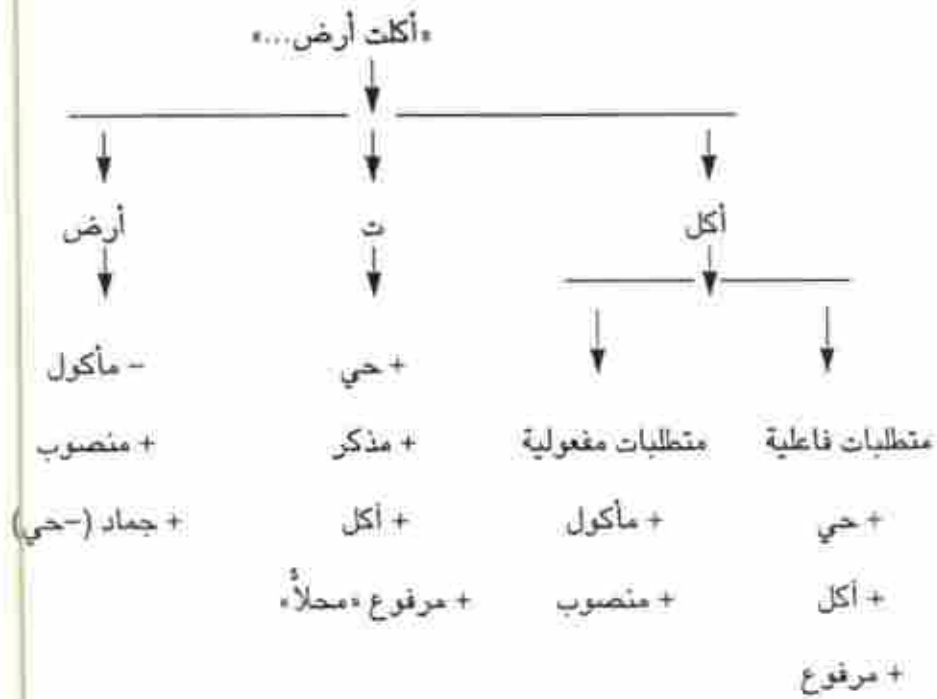 «أكلت أرض...»
أكل ت أرض
+ حي – مأكول
متطلبات فاعلية متطلبات مفعولية + مذكر + منصوب
+ حي + مأكول + أكل + جماد (–حي)
+ أكل + منصوب + مرفوع «محلاً»
+ مرفوع